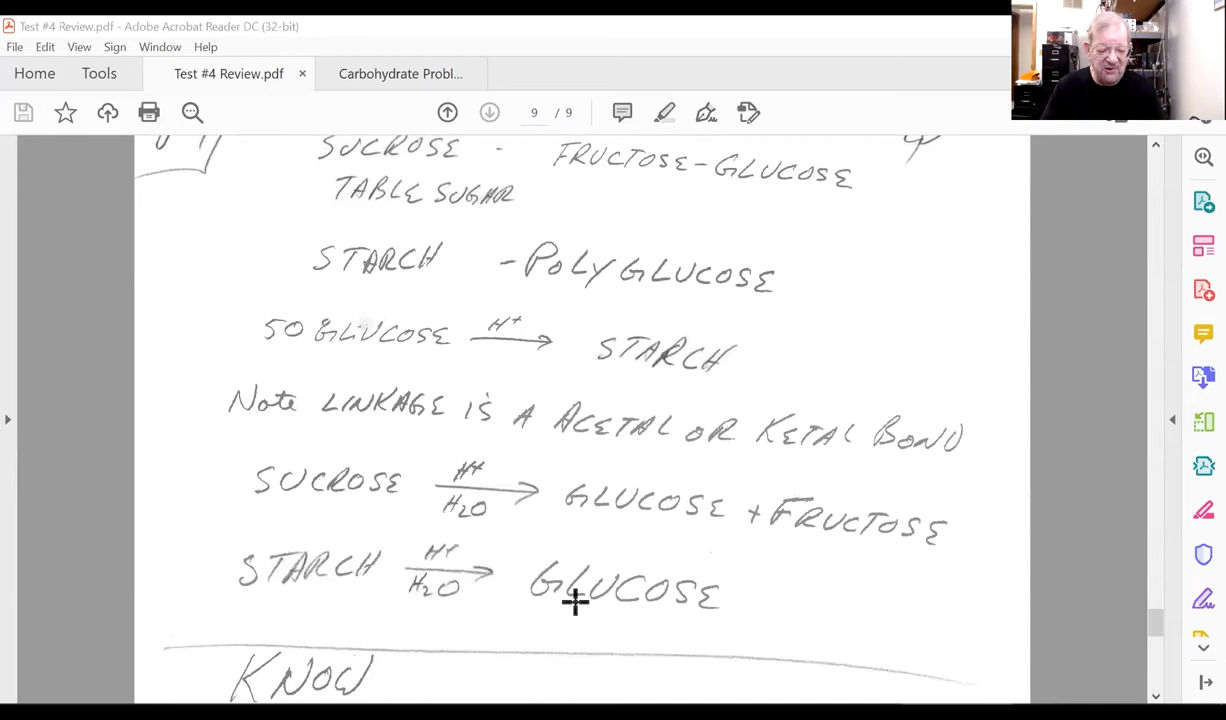 Test #4 Review.pdf - Adobe Acrobat Reader DC (32-bit)
File Edit View Sign Window Help
Home Tools Test #4 Review.pdf × Carbohydrate Probl...
9 / 9
SUCROSE - FRUCTOSE-GLUCOSE
TABLE SUGAR
STARCH - POLYGLUCOSE
50 GLUCOSE H+ → STARCH
Note LINKAGE IS A ACETAL OR KETAL BOND
SUCROSE H+ H2O → GLUCOSE + FRUCTOSE
STARCH H+ H2O → GLUCOSE
KNOW